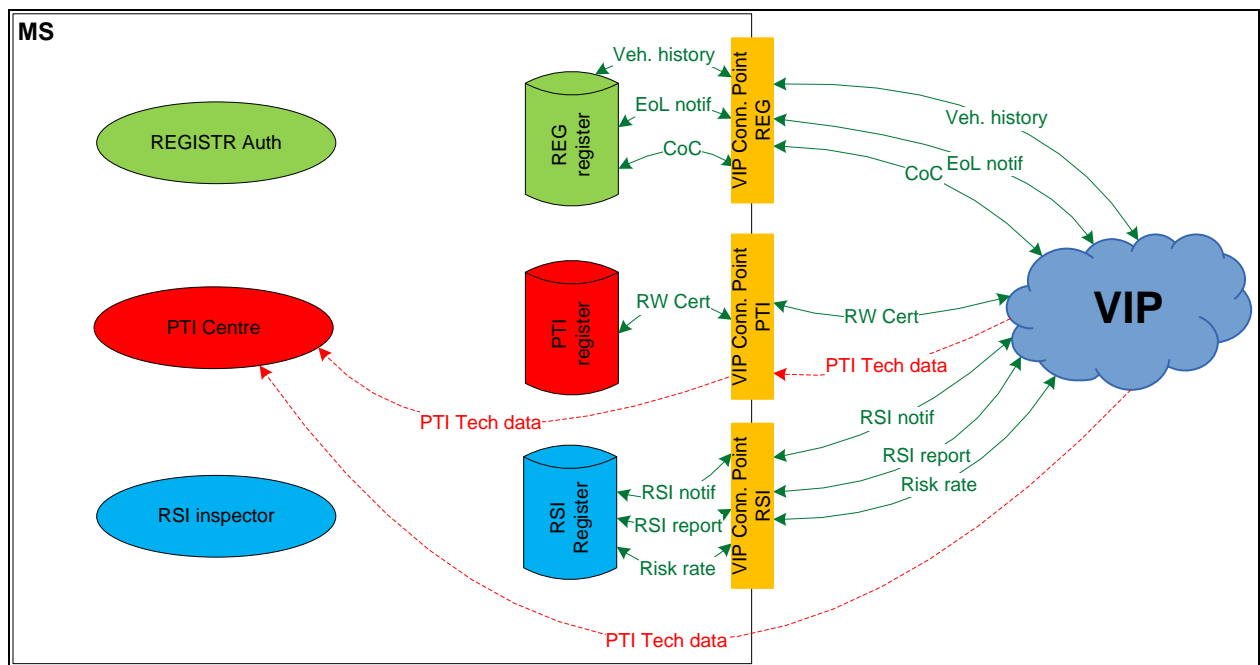 MS
Veh. history
EoL notif
CoC
REGISTR Auth
REG
register
VIP Conn. Point
REG
Veh. history
EoL notif
CoC
PTI Centre
PTI
register
RW Cert
VIP Conn. Point
PTI
RW Cert
VIP
PTI Tech data
PTI Tech data
RSI inspector
RSI
Register
RSI notif
RSI report
Risk rate
VIP Conn. Point
RSI
RSI notif
RSI report
Risk rate
PTI Tech data